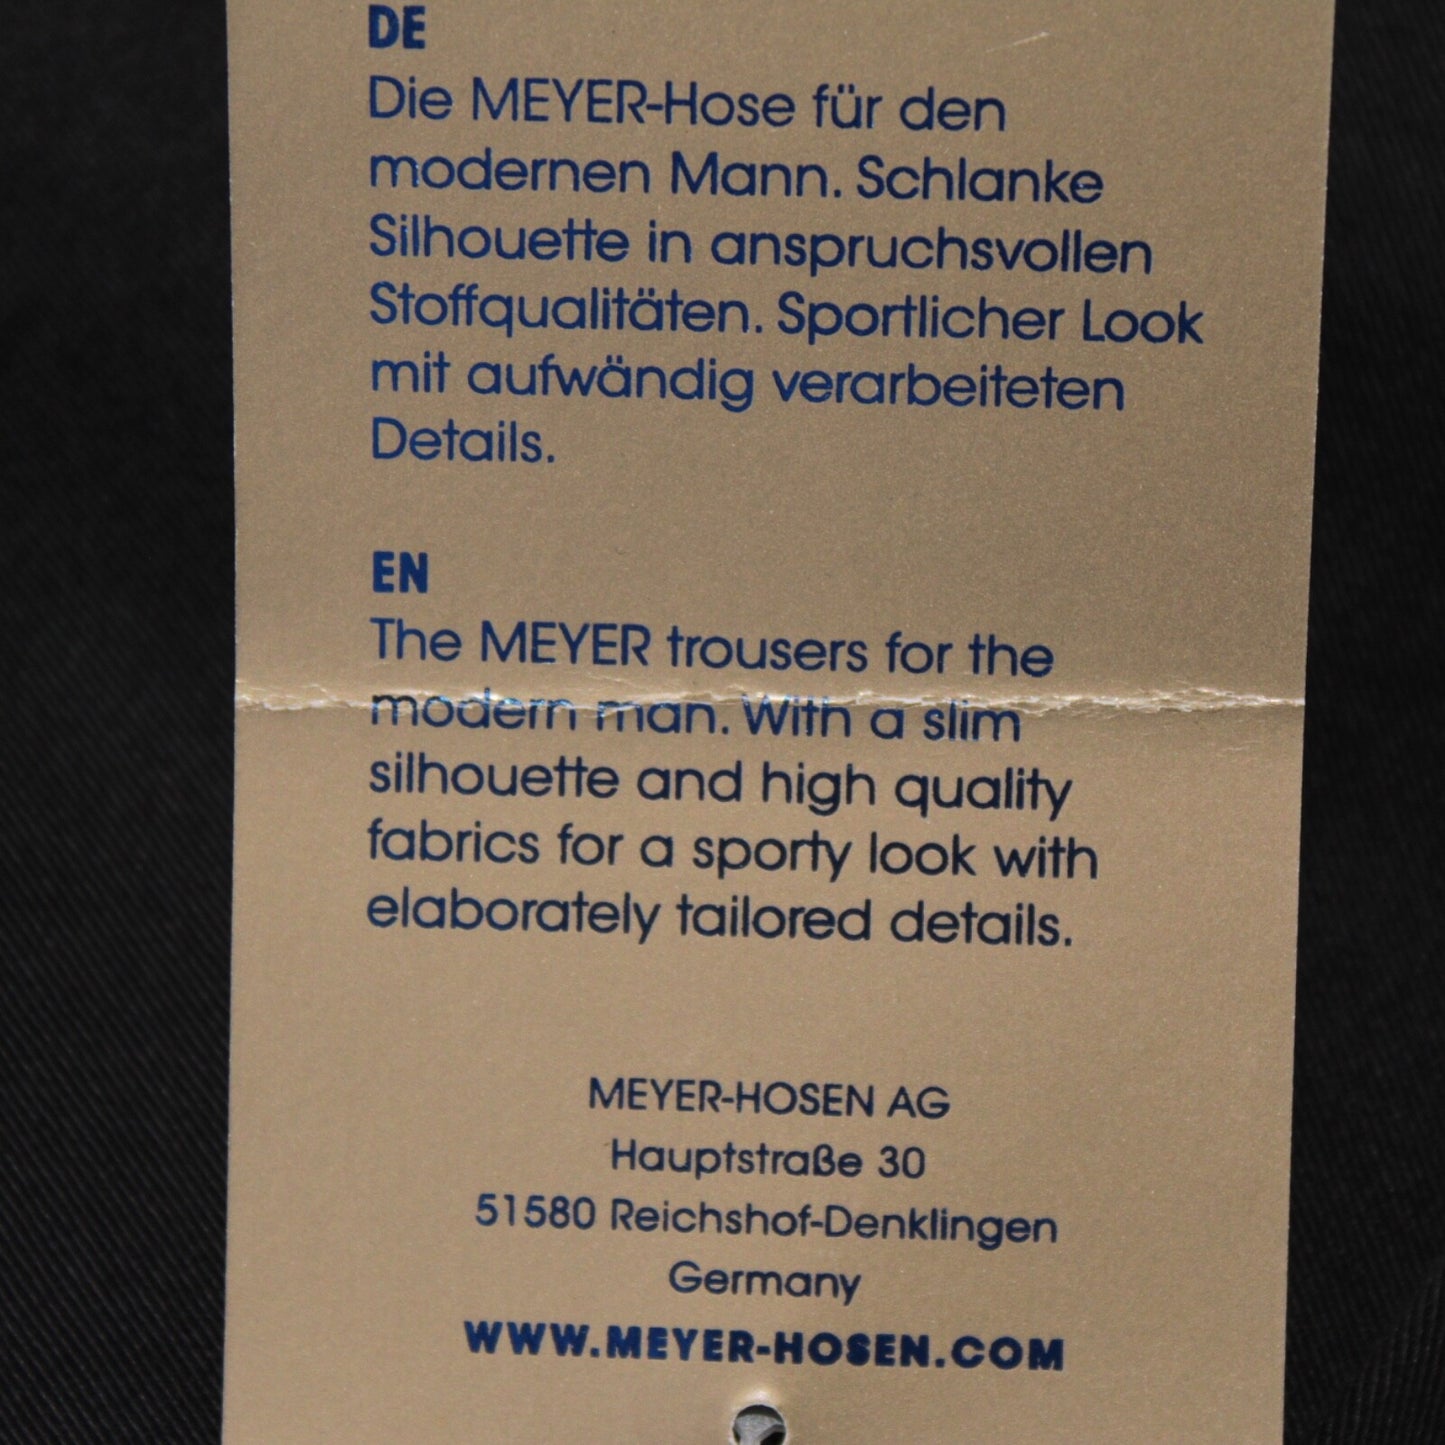 DE
Die MEYER-Hose für den
modernen Mann. Schlanke
Silhouette in anspruchsvollen
Stoffqualitäten. Sportlicher Look
mit aufwändig verarbeiteten
Details.
EN
The MEYER trousers for the
modern man. With a slim
silhouette and high quality
fabrics for a sporty look with
elaborately tailored details.
MEYER-HOSEN AG
Hauptstraße 30
51580 Reichshof-Denklingen
Germany
WWW.MEYER-HOSEN.COM